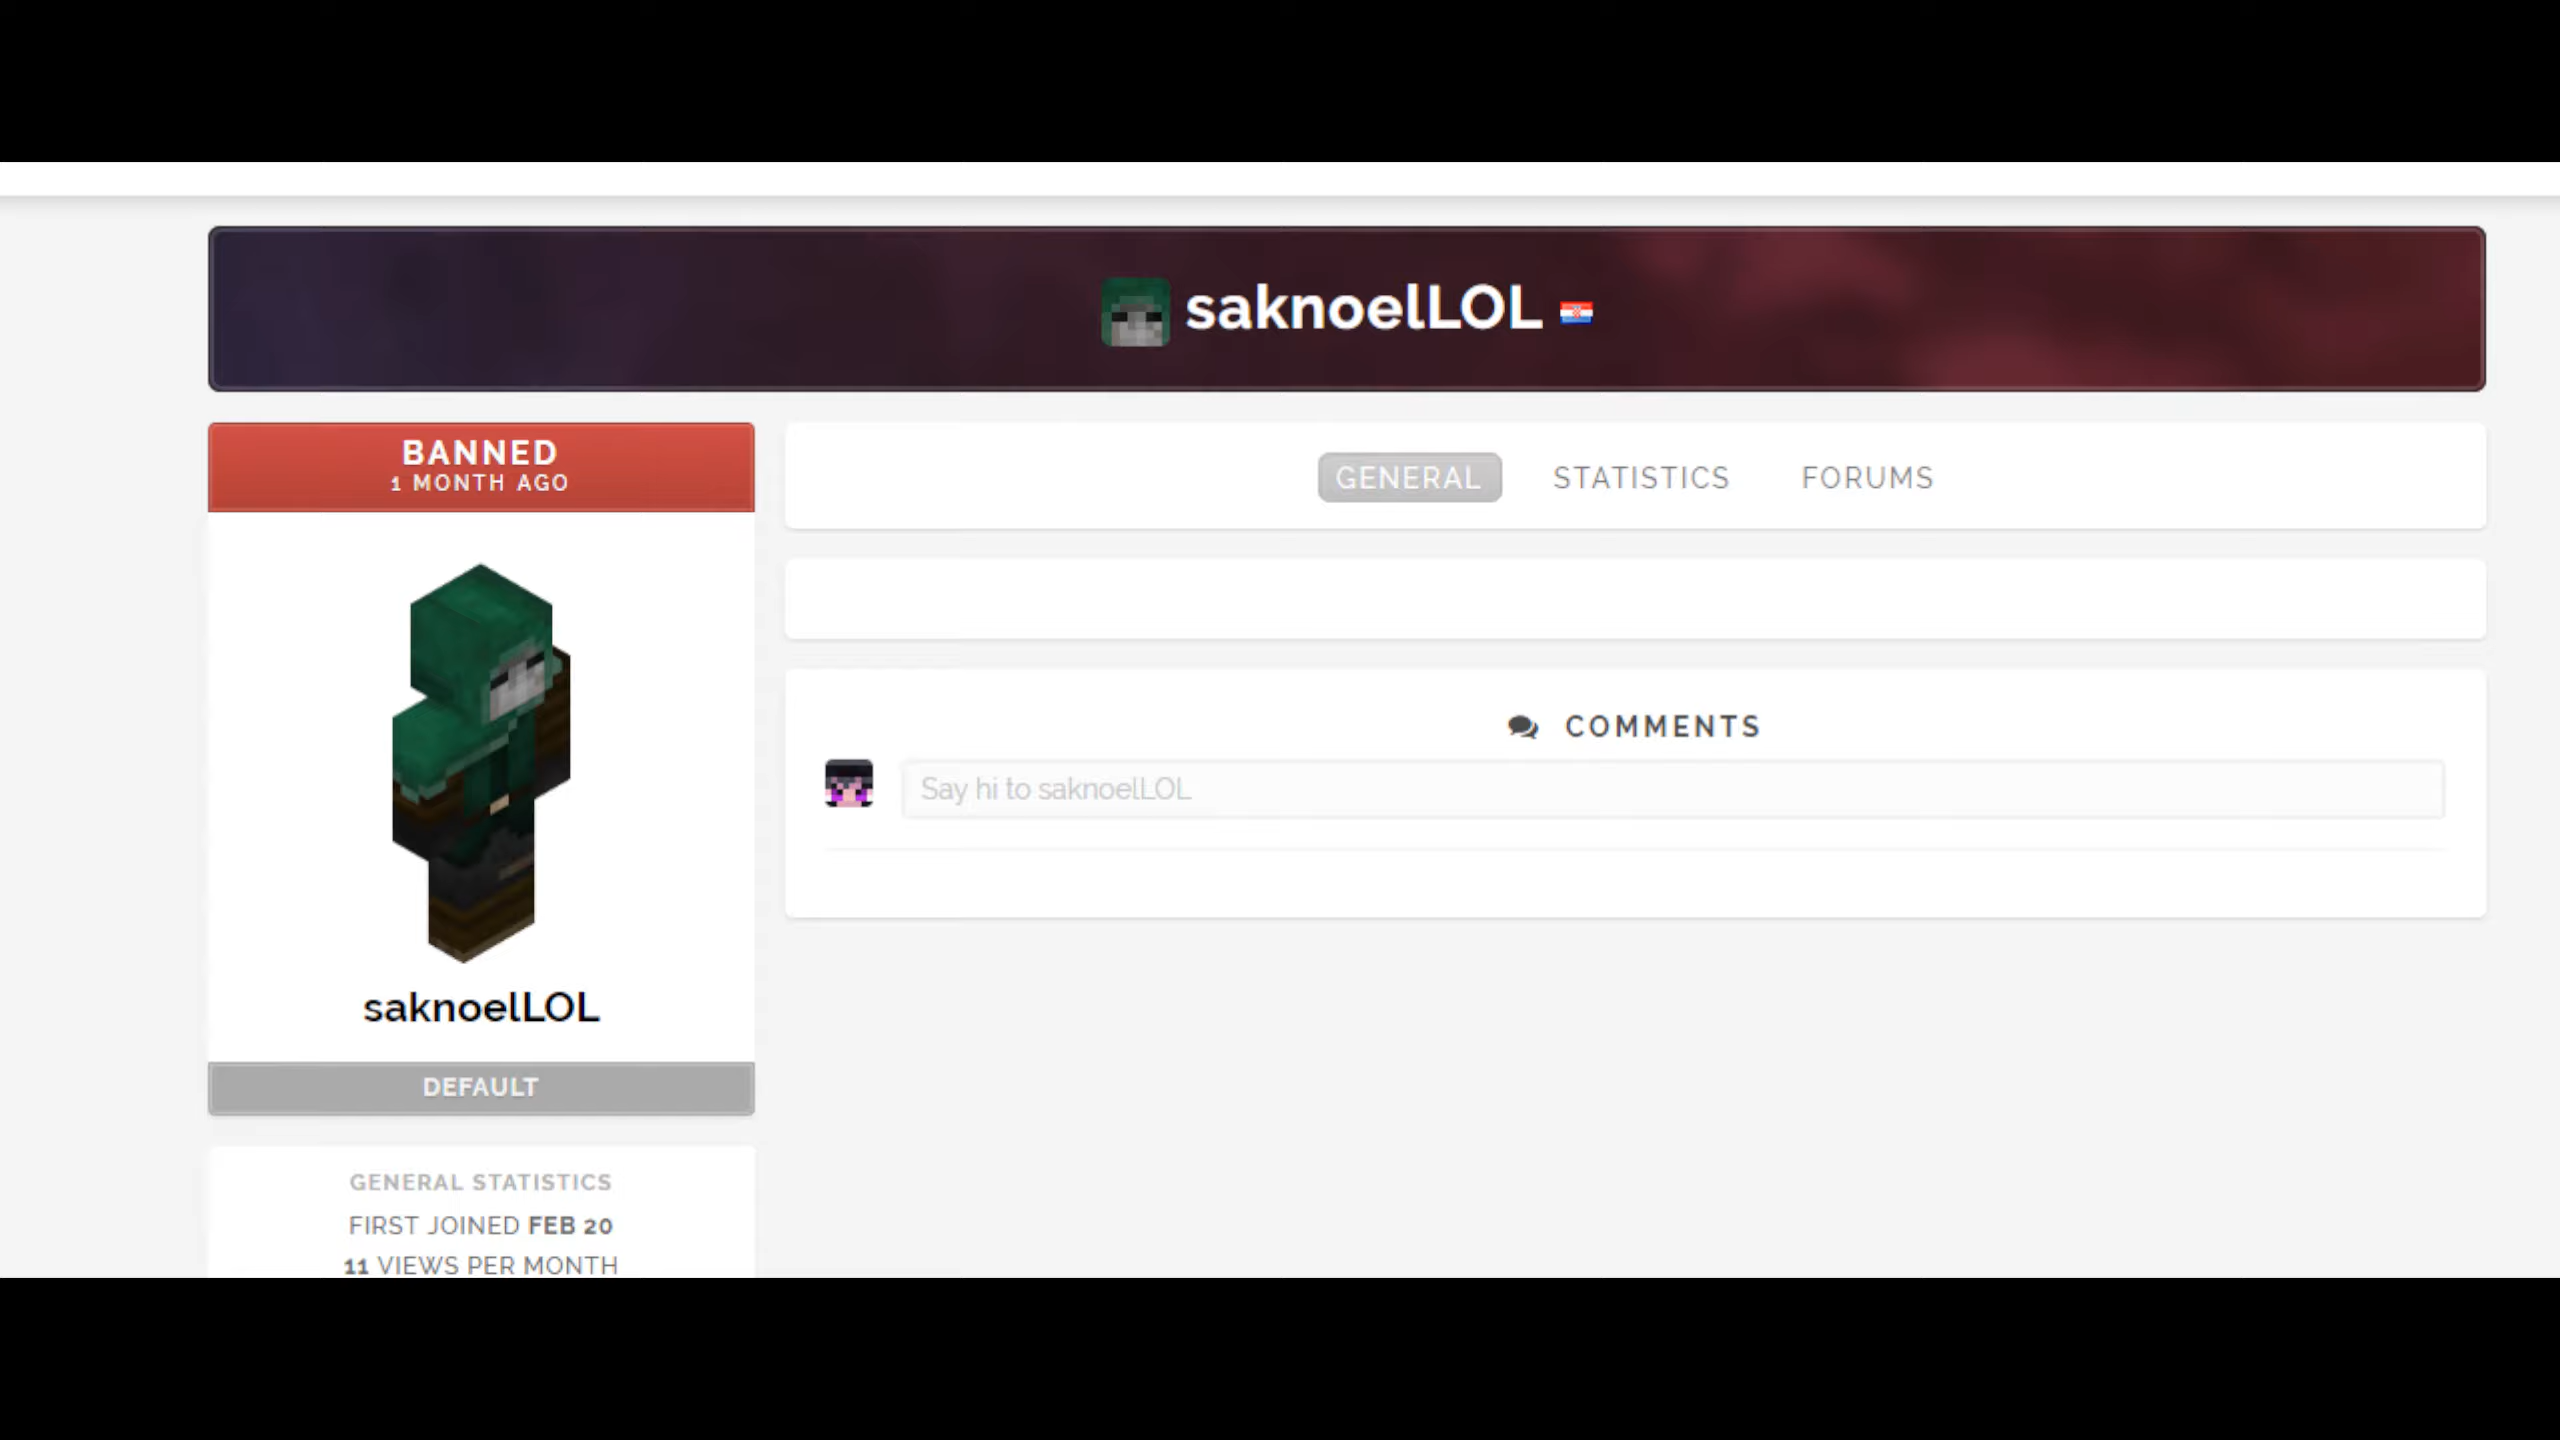 saknoelLOL
BANNED
1 MONTH AGO
GENERAL STATISTICS FORUMS
COMMENTS
Say hi to saknoelLOL
saknoelLOL
DEFAULT
GENERAL STATISTICS
FIRST JOINED FEB 20
11 VIEWS PER MONTH